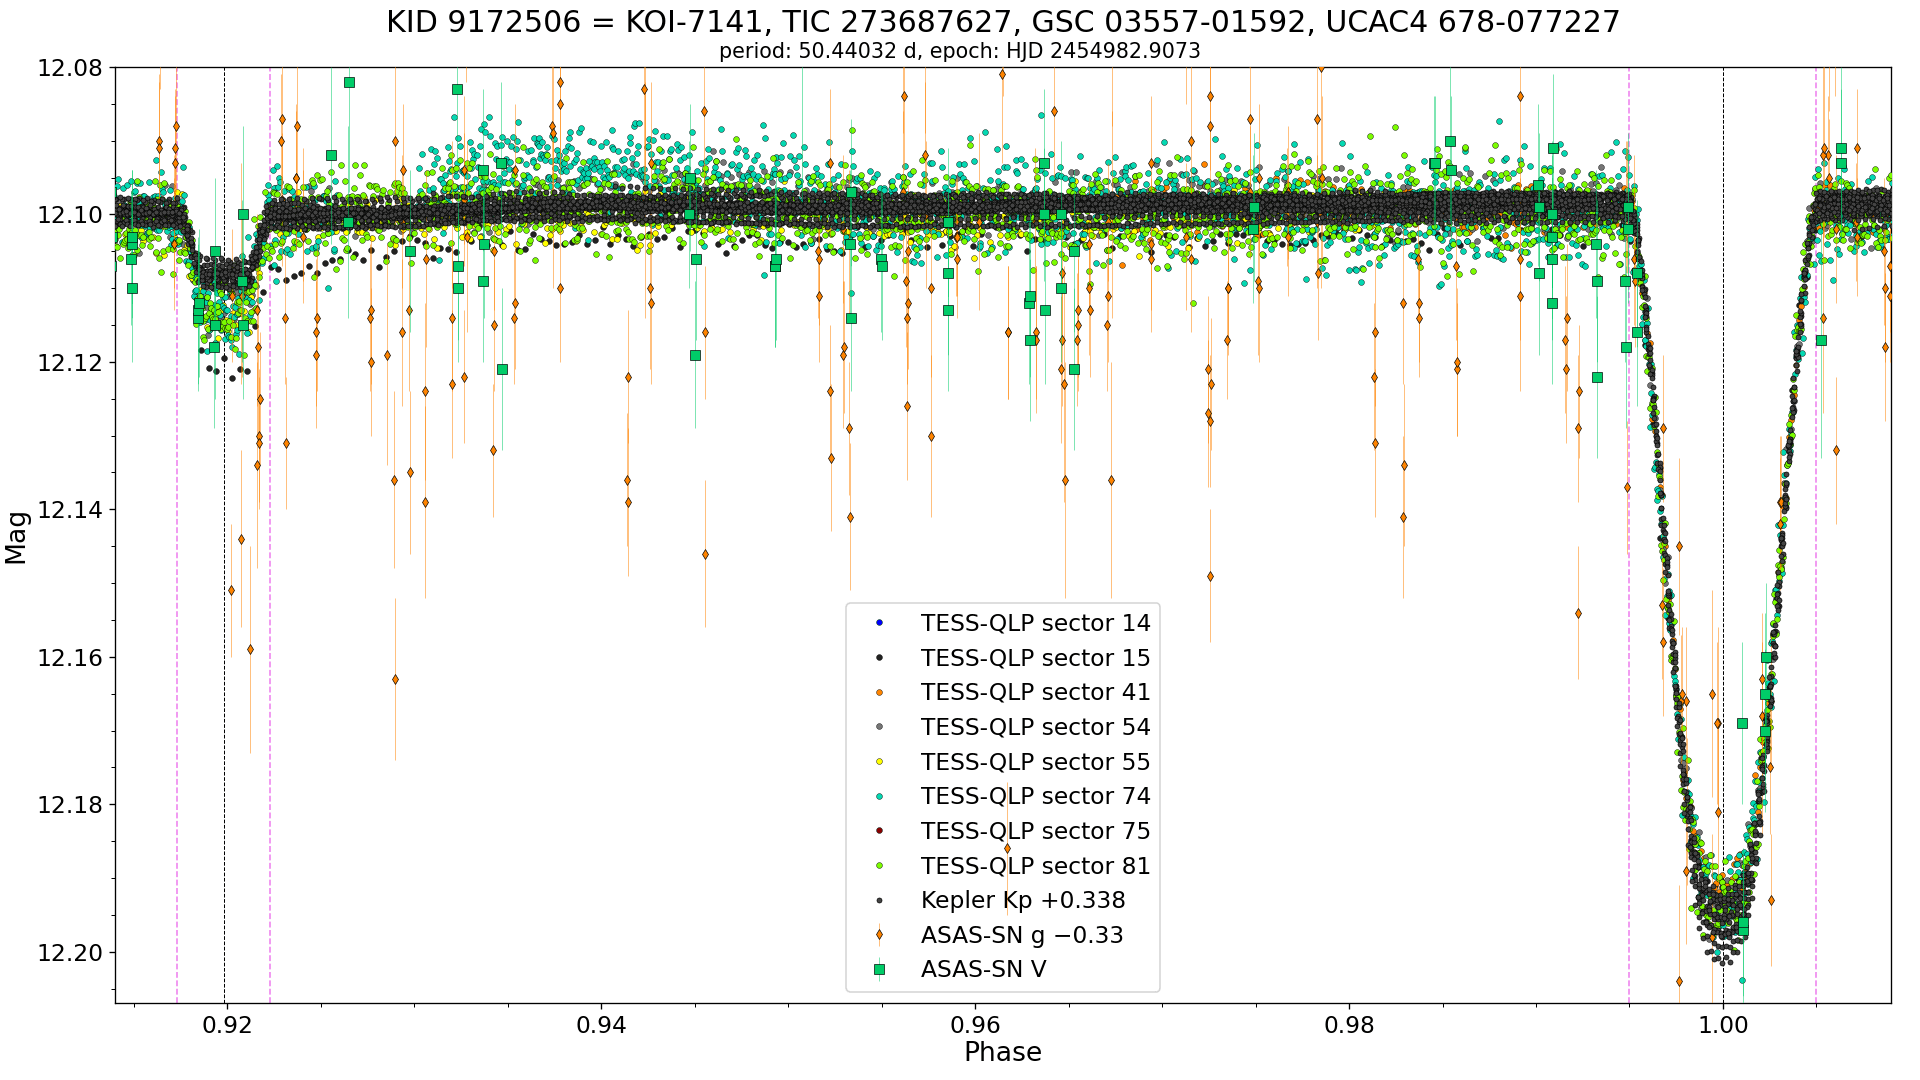 KID 9172506 = KOI-7141, TIC 273687627, GSC 03557-01592, UCAC4 678-077227
period: 50.44032 d, epoch: HJD 2454982.9073
12.08
12.10
12.12
12.14
12.16
12.18
12.20
Mag
TESS-QLP sector 14
TESS-QLP sector 15
TESS-QLP sector 41
TESS-QLP sector 54
TESS-QLP sector 55
TESS-QLP sector 74
TESS-QLP sector 75
TESS-QLP sector 81
Kepler Kp +0.338
ASAS-SN g −0.33
ASAS-SN V
0.92 0.94 0.96 0.98 1.00
Phase